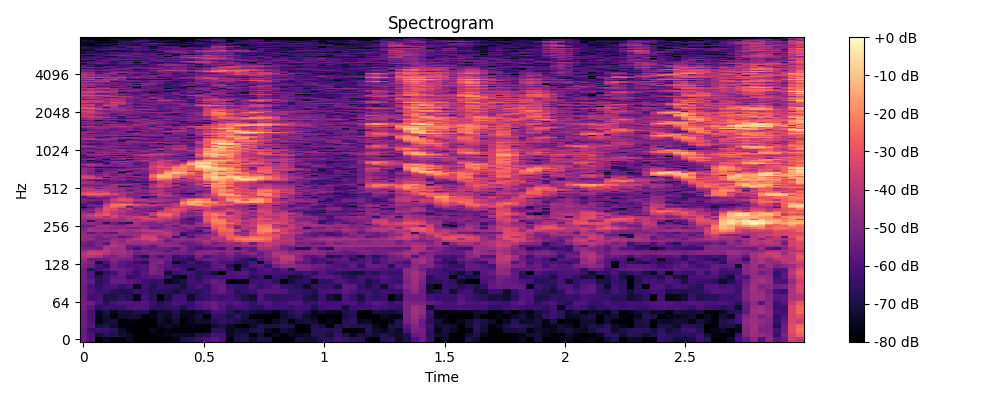 Spectrogram
Hz
4096
2048
1024
512
256
128
64
0
0
0.5
1
1.5
2
2.5
Time
+0 dB
-10 dB
-20 dB
-30 dB
-40 dB
-50 dB
-60 dB
-70 dB
-80 dB